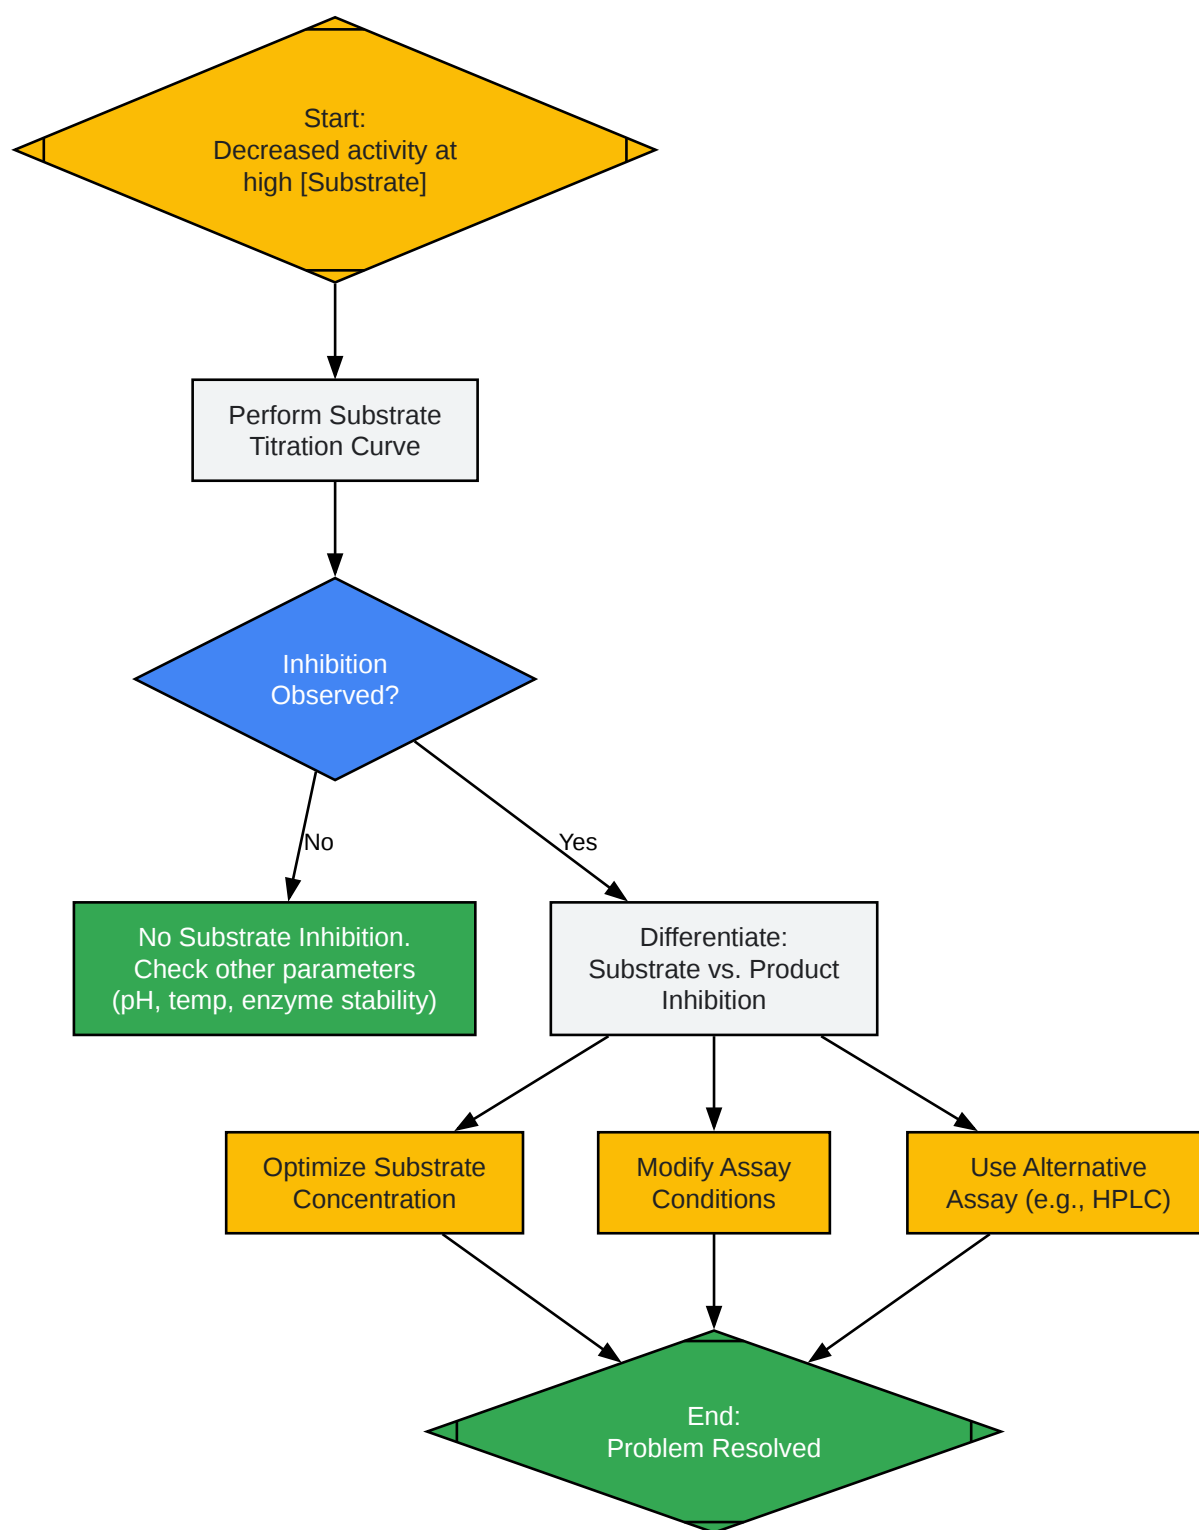 Start:
Decreased activity at
high [Substrate]
Perform Substrate
Titration Curve
Inhibition
Observed?
No
Yes
No Substrate Inhibition.
Check other parameters
(pH, temp, enzyme stability)
Differentiate:
Substrate vs. Product
Inhibition
Optimize Substrate
Concentration
Modify Assay
Conditions
Use Alternative
Assay (e.g., HPLC)
End:
Problem Resolved